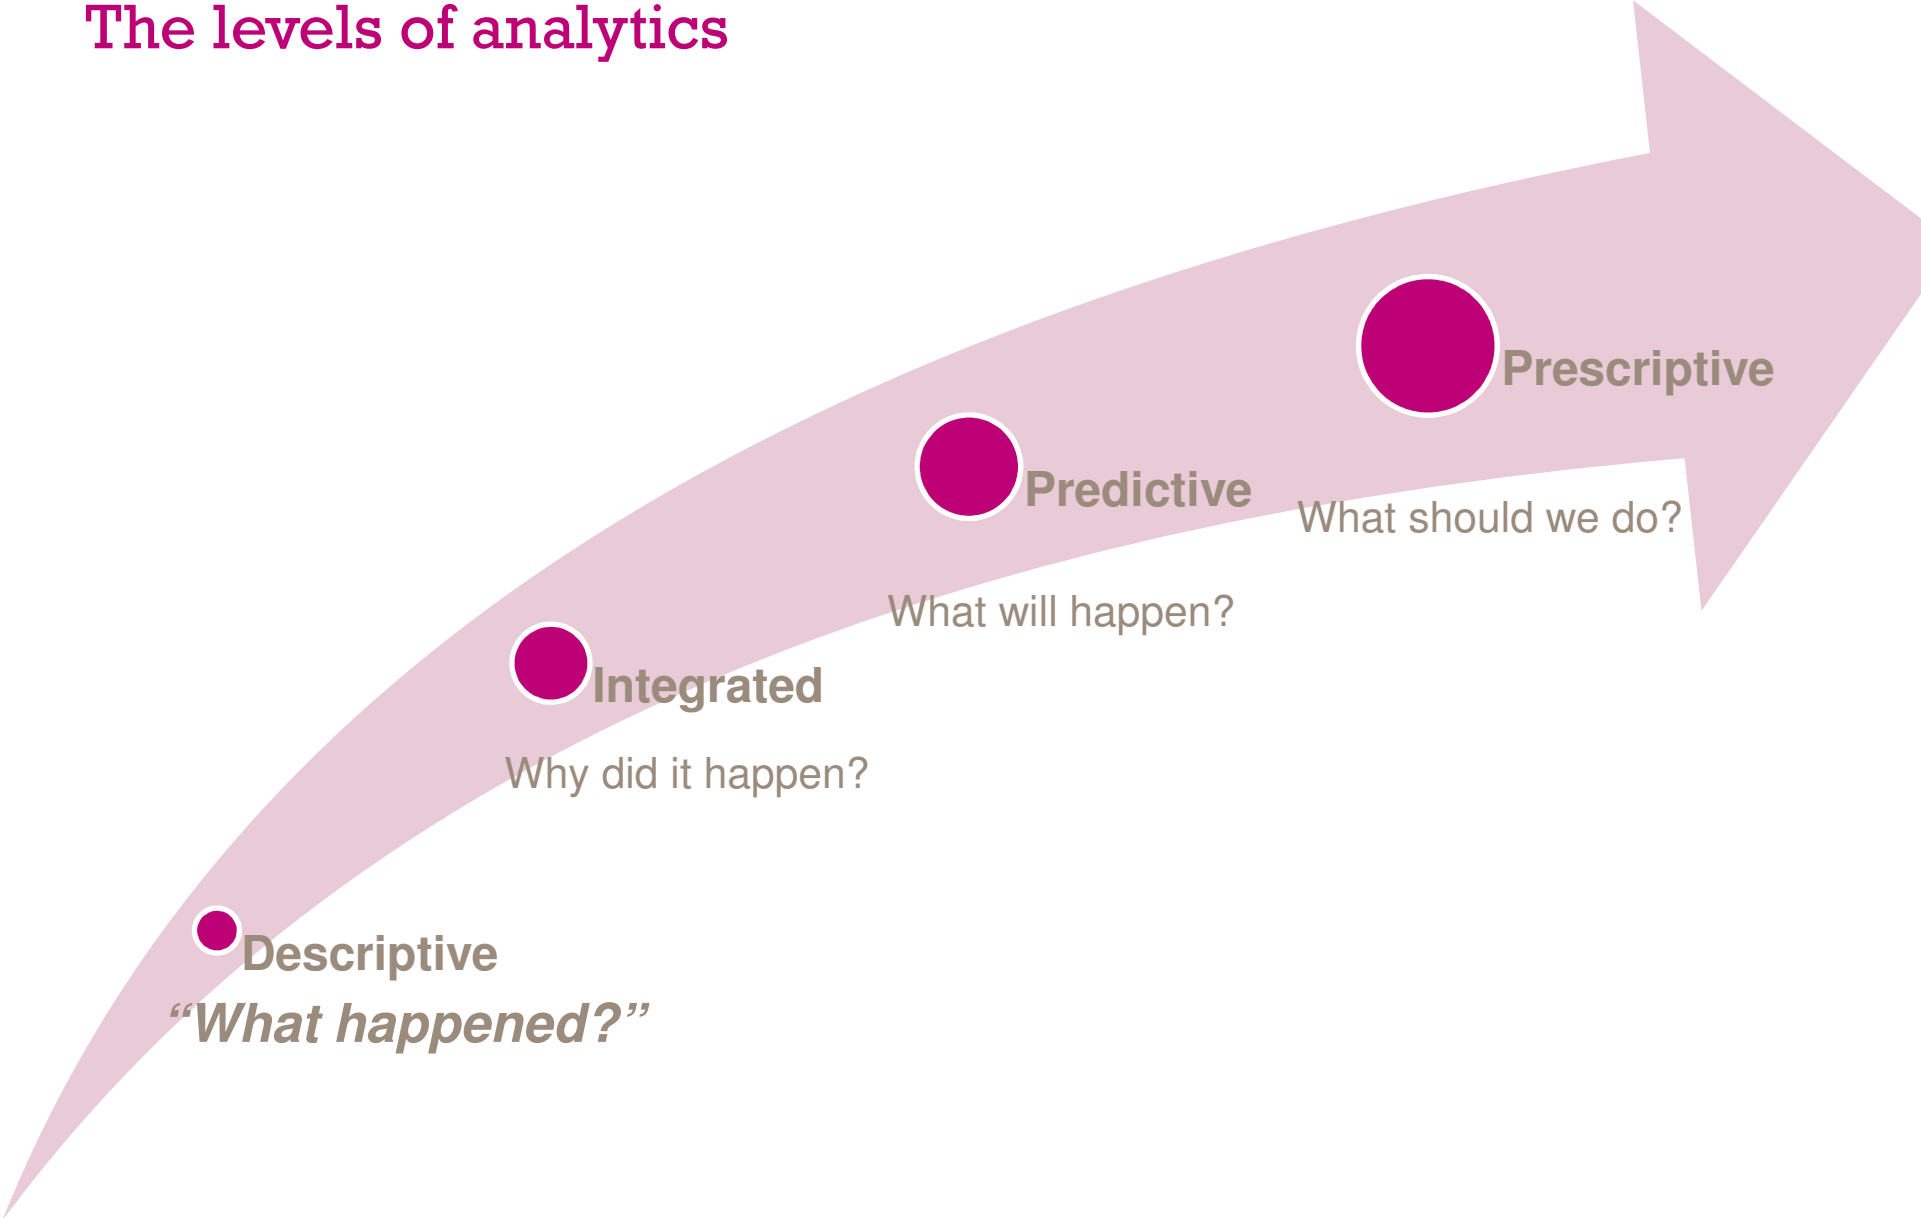 The levels of analytics
Prescriptive
What should we do?
Predictive
What will happen?
Integrated
Why did it happen?
Descriptive
“What happened?”